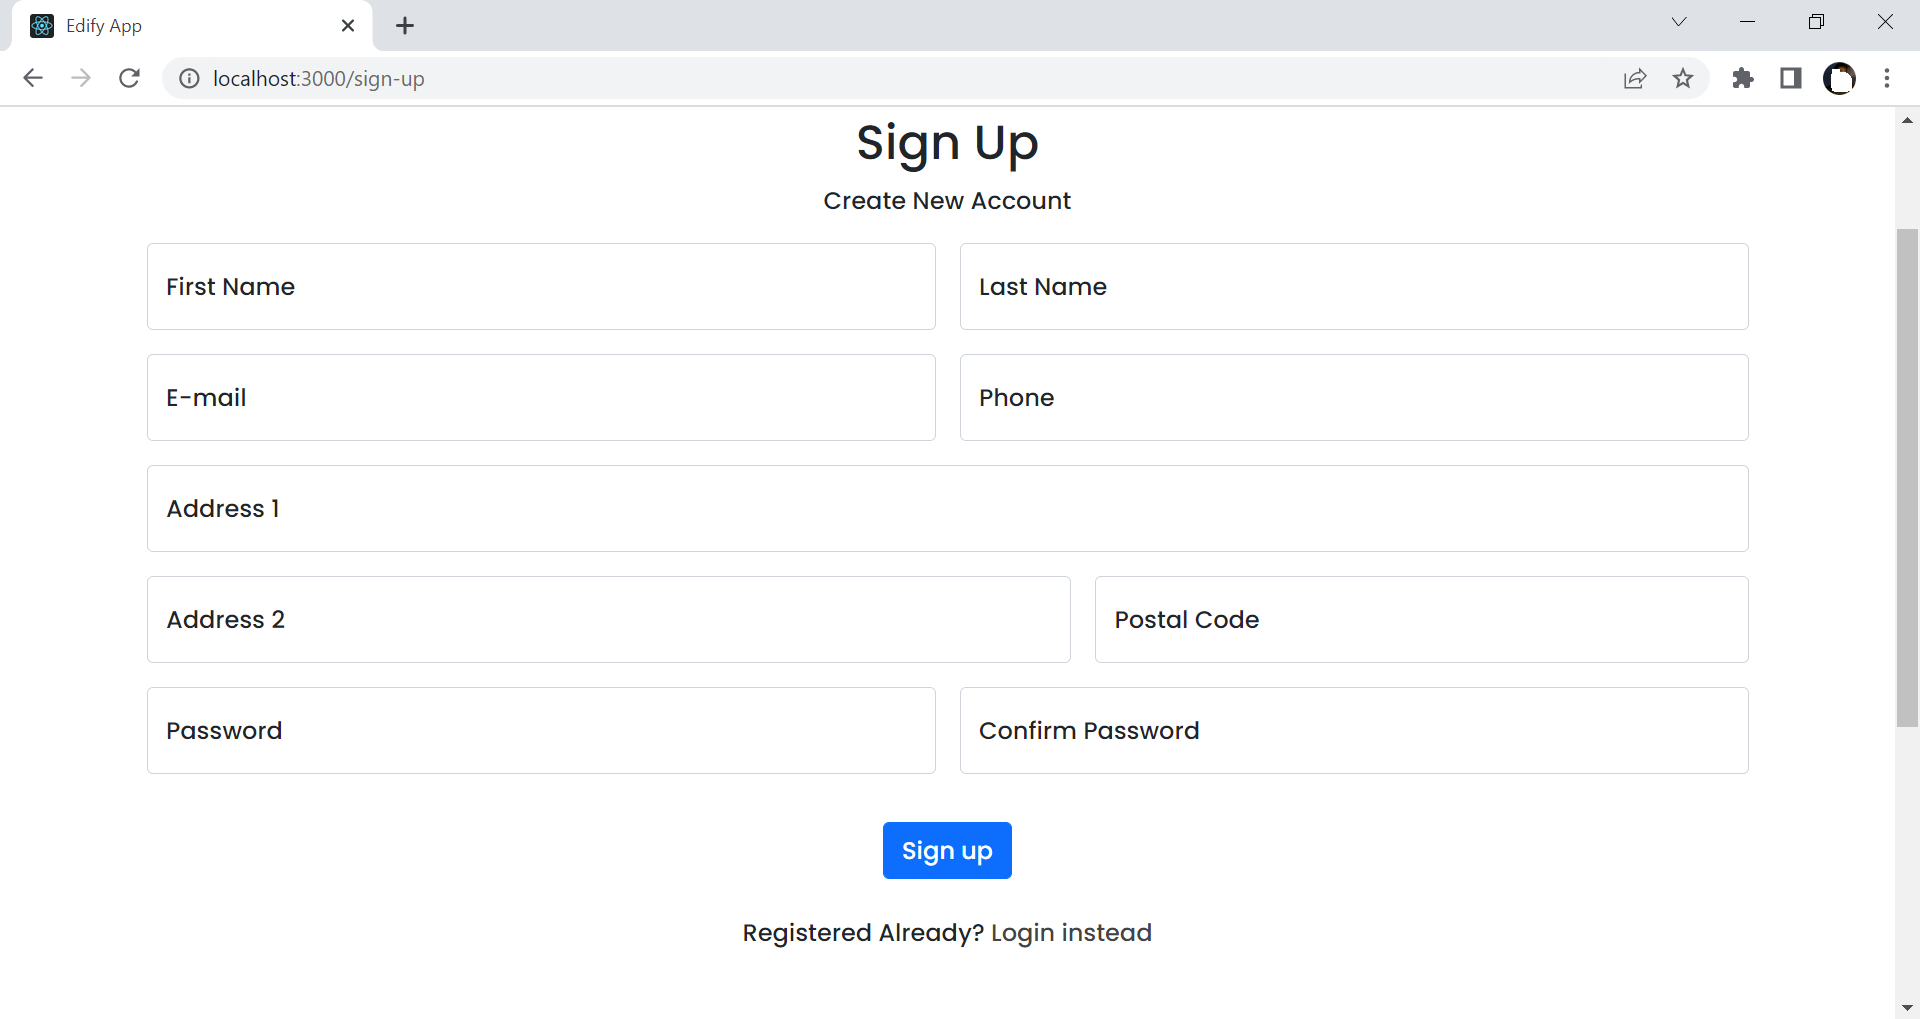 Edify App
localhost:3000/sign-up
Sign Up
Create New Account
First Name
Last Name
E-mail
Phone
Address 1
Address 2
Postal Code
Password
Confirm Password
Sign up
Registered Already? Login instead